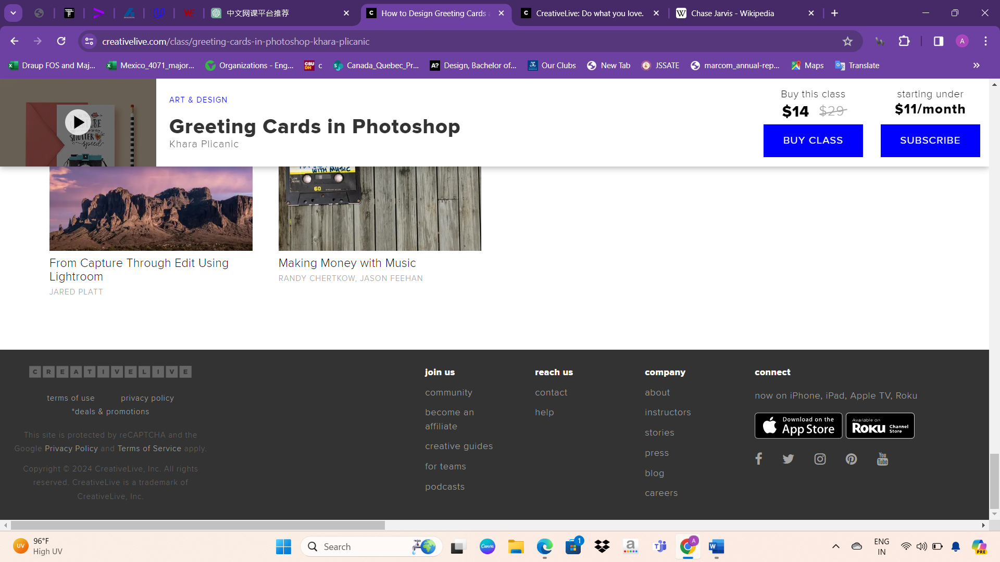 中文网课平台推荐
How to Design Greeting Cards
CreativeLive: Do what you love.
Chase Jarvis - Wikipedia
creativelive.com/class/greeting-cards-in-photoshop-khara-plicanic
A
Draup FOS and Maj...
Mexico_4071_major...
Organizations - Eng...
c
Canada_Quebec_Pr...
Design, Bachelor of...
Our Clubs
New Tab
JSSATE
marcom_annual-rep...
Maps
Translate
ART & DESIGN
Greeting Cards in Photoshop
Khara Plicanic
Buy this class
$14 $29
BUY CLASS
starting under
$11/month
SUBSCRIBE
SHUTTER
speed
WITH MUSIC
60
From Capture Through Edit Using
Lightroom
JARED PLATT
Making Money with Music
RANDY CHERTKOW, JASON FEEHAN
CREATIVELIVE
terms of use privacy policy
*deals & promotions
This site is protected by reCAPTCHA and the
Google Privacy Policy and Terms of Service apply.
Copyright © 2024 CreativeLive, Inc. All rights
reserved. CreativeLive is a trademark of
CreativeLive, Inc.
join us
community
become an
affiliate
creative guides
for teams
podcasts
reach us
contact
help
company
about
instructors
stories
press
blog
careers
connect
now on iPhone, iPad, Apple TV, Roku
Download on the
App Store
Available on
ROKU Channel
Store
You
Tube
UV
96°F
High UV
Search
Canva
1
a
A
W
ENG
IN
PRE